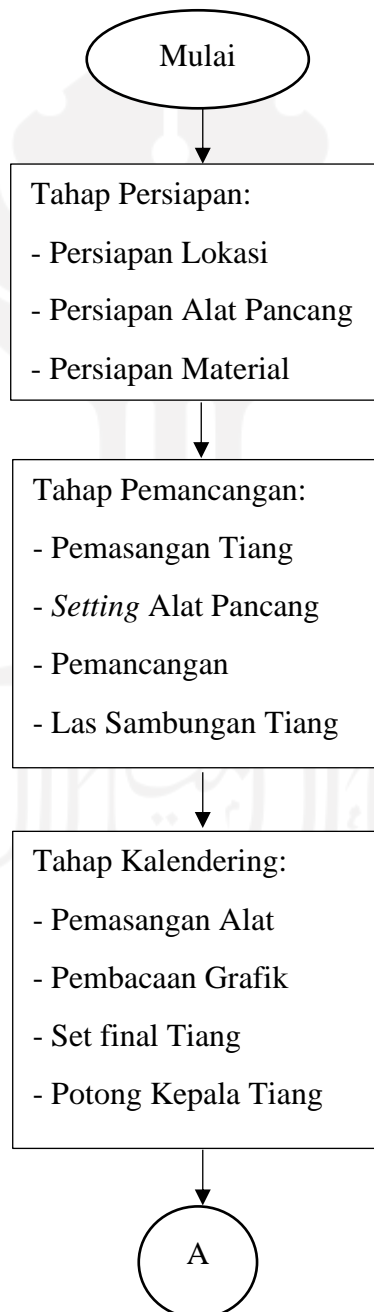 Mulai
Tahap Persiapan:
- Persiapan Lokasi
- Persiapan Alat Pancang
- Persiapan Material
Tahap Pemancangan:
- Pemasangan Tiang
- Setting Alat Pancang
- Pemancangan
- Las Sambungan Tiang
Tahap Kalendering:
- Pemasangan Alat
- Pembacaan Grafik
- Set final Tiang
- Potong Kepala Tiang
A